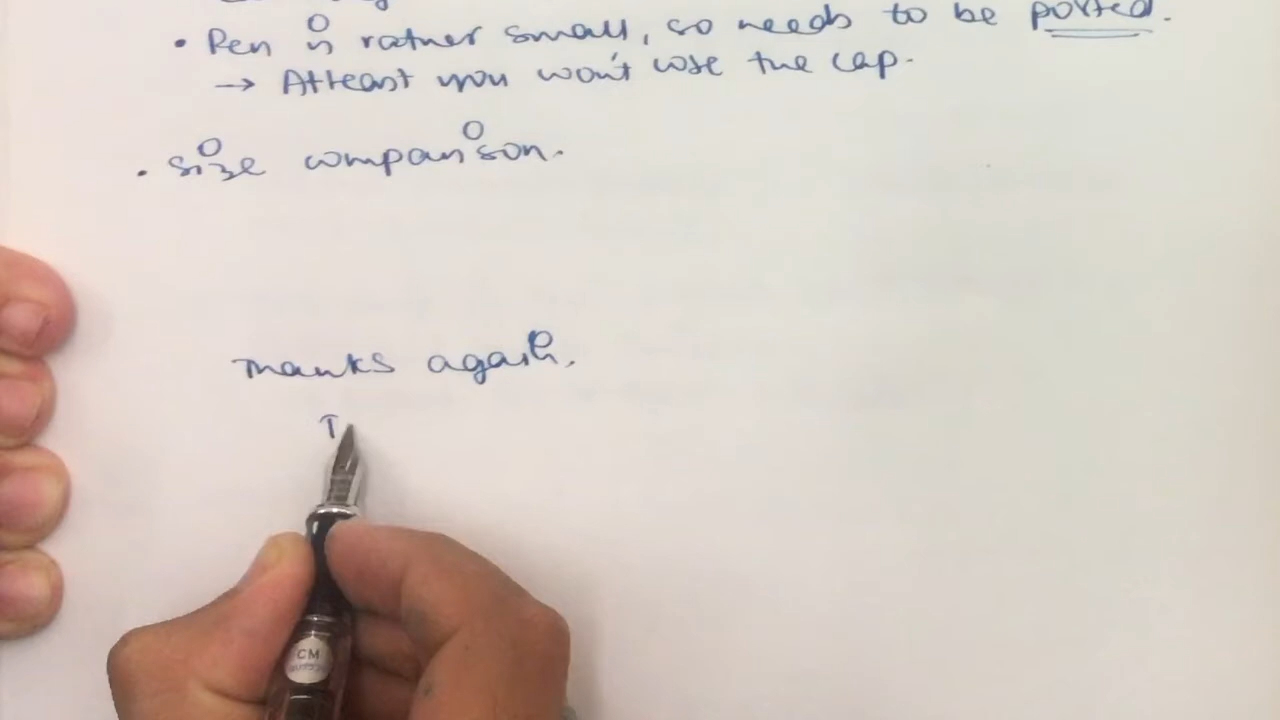 • Pen is rather small, so needs to be posted.
→ Atleast you won't lose the cap.
• Size comparison.
Thanks again.
T
CM